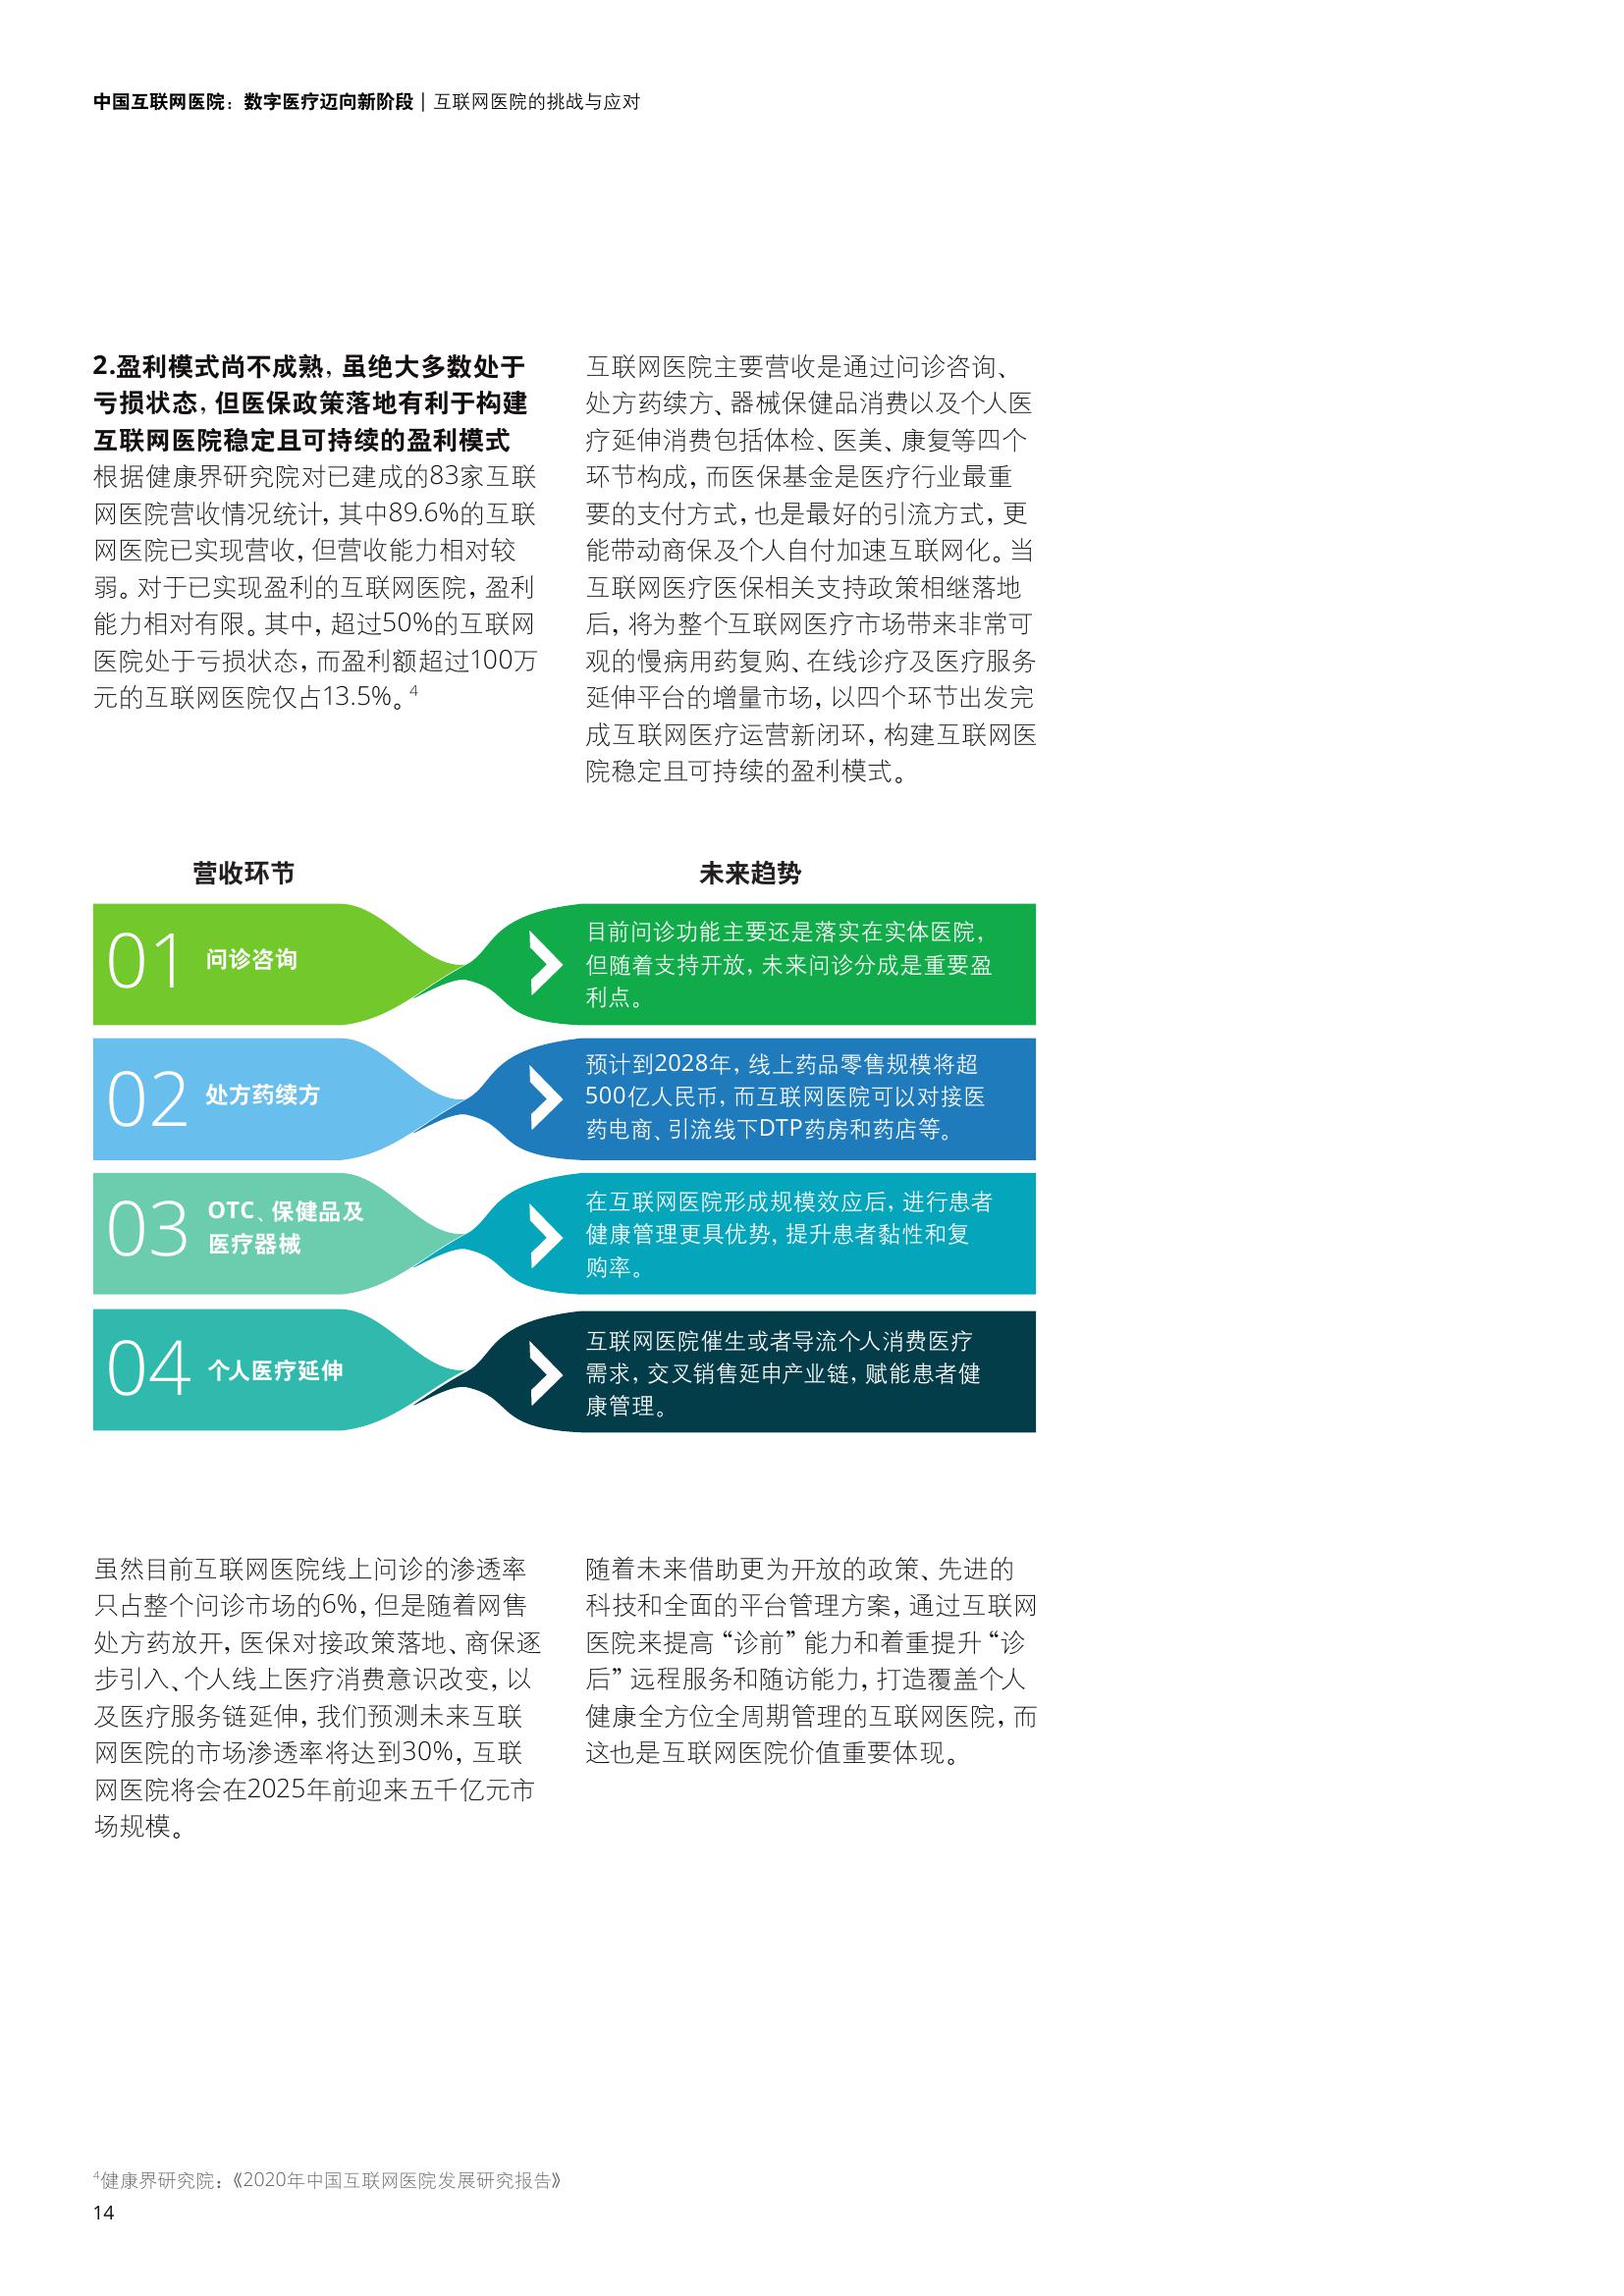 中国互联网医院：数字医疗迈向新阶段 | 互联网医院的挑战与应对
2.盈利模式尚不成熟，虽绝大多数处于
亏损状态，但医保政策落地有利于构建
互联网医院稳定且可持续的盈利模式
根据健康界研究院对已建成的83家互联
网医院营收情况统计，其中89.6%的互联
网医院已实现营收，但营收能力相对较
弱。对于已实现盈利的互联网医院，盈利
能力相对有限。其中，超过50%的互联网
医院处于亏损状态，而盈利额超过100万
元的互联网医院仅占13.5%。4
互联网医院主要营收是通过问诊咨询、
处方药续方、器械保健品消费以及个人医
疗延伸消费包括体检、医美、康复等四个
环节构成，而医保基金是医疗行业最重
要的支付方式，也是最好的引流方式，更
能带动商保及个人自付加速互联网化。当
互联网医疗医保相关支持政策相继落地
后，将为整个互联网医疗市场带来非常可
观的慢病用药复购、在线诊疗及医疗服务
延伸平台的增量市场，以四个环节出发完
成互联网医疗运营新闭环，构建互联网医
院稳定且可持续的盈利模式。
营收环节
未来趋势
01 问诊咨询
目前问诊功能主要还是落实在实体医院，
但随着支持开放，未来问诊分成是重要盈
利点。
02 处方药续方
预计到2028年，线上药品零售规模将超
500亿人民币，而互联网医院可以对接医
药电商、引流线下DTP药房和药店等。
03 OTC、保健品及
医疗器械
在互联网医院形成规模效应后，进行患者
健康管理更具优势，提升患者黏性和复
购率。
04 个人医疗延伸
互联网医院催生或者导流个人消费医疗
需求，交叉销售延申产业链，赋能患者健
康管理。
虽然目前互联网医院线上问诊的渗透率
只占整个问诊市场的6%，但是随着网售
处方药放开，医保对接政策落地、商保逐
步引入、个人线上医疗消费意识改变，以
及医疗服务链延伸，我们预测未来互联
网医院的市场渗透率将达到30%，互联
网医院将会在2025年前迎来五千亿元市
场规模。
随着未来借助更为开放的政策、先进的
科技和全面的平台管理方案，通过互联网
医院来提高“诊前”能力和着重提升“诊
后”远程服务和随访能力，打造覆盖个人
健康全方位全周期管理的互联网医院，而
这也是互联网医院价值重要体现。
4健康界研究院：《2020年中国互联网医院发展研究报告》
14